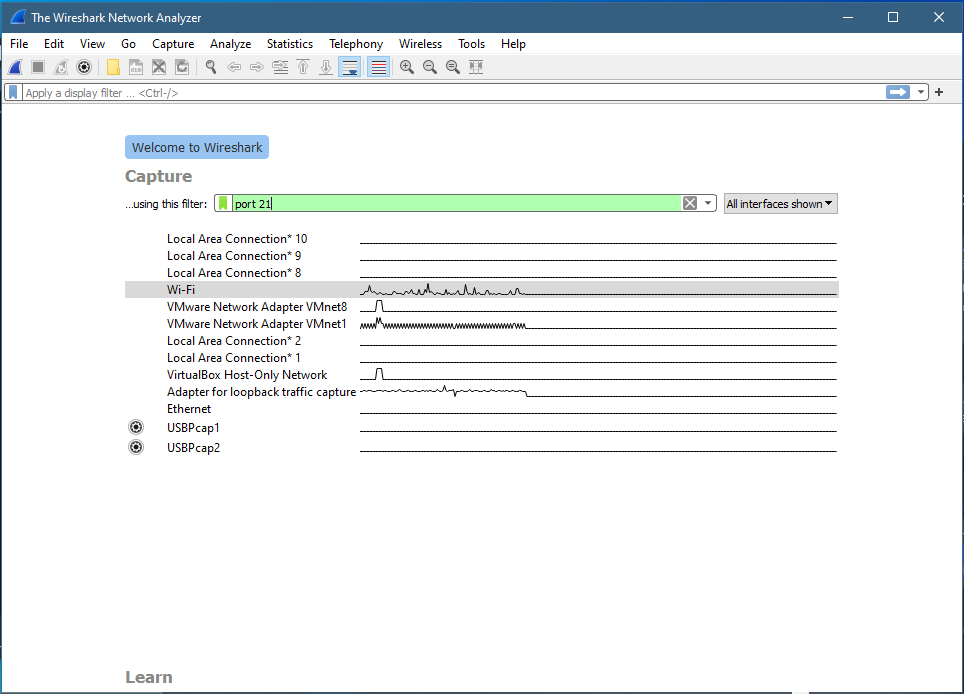 The Wireshark Network Analyzer
File Edit View Go Capture Analyze Statistics Telephony Wireless Tools Help
Apply a display filter ... <Ctrl-/>
Welcome to Wireshark
Capture
...using this filter: port 21 All interfaces shown
Local Area Connection* 10
Local Area Connection* 9
Local Area Connection* 8
Wi-Fi
VMware Network Adapter VMnet8
VMware Network Adapter VMnet1
Local Area Connection* 2
Local Area Connection* 1
VirtualBox Host-Only Network
Adapter for loopback traffic capture
Ethernet
USBPcap1
USBPcap2
Learn